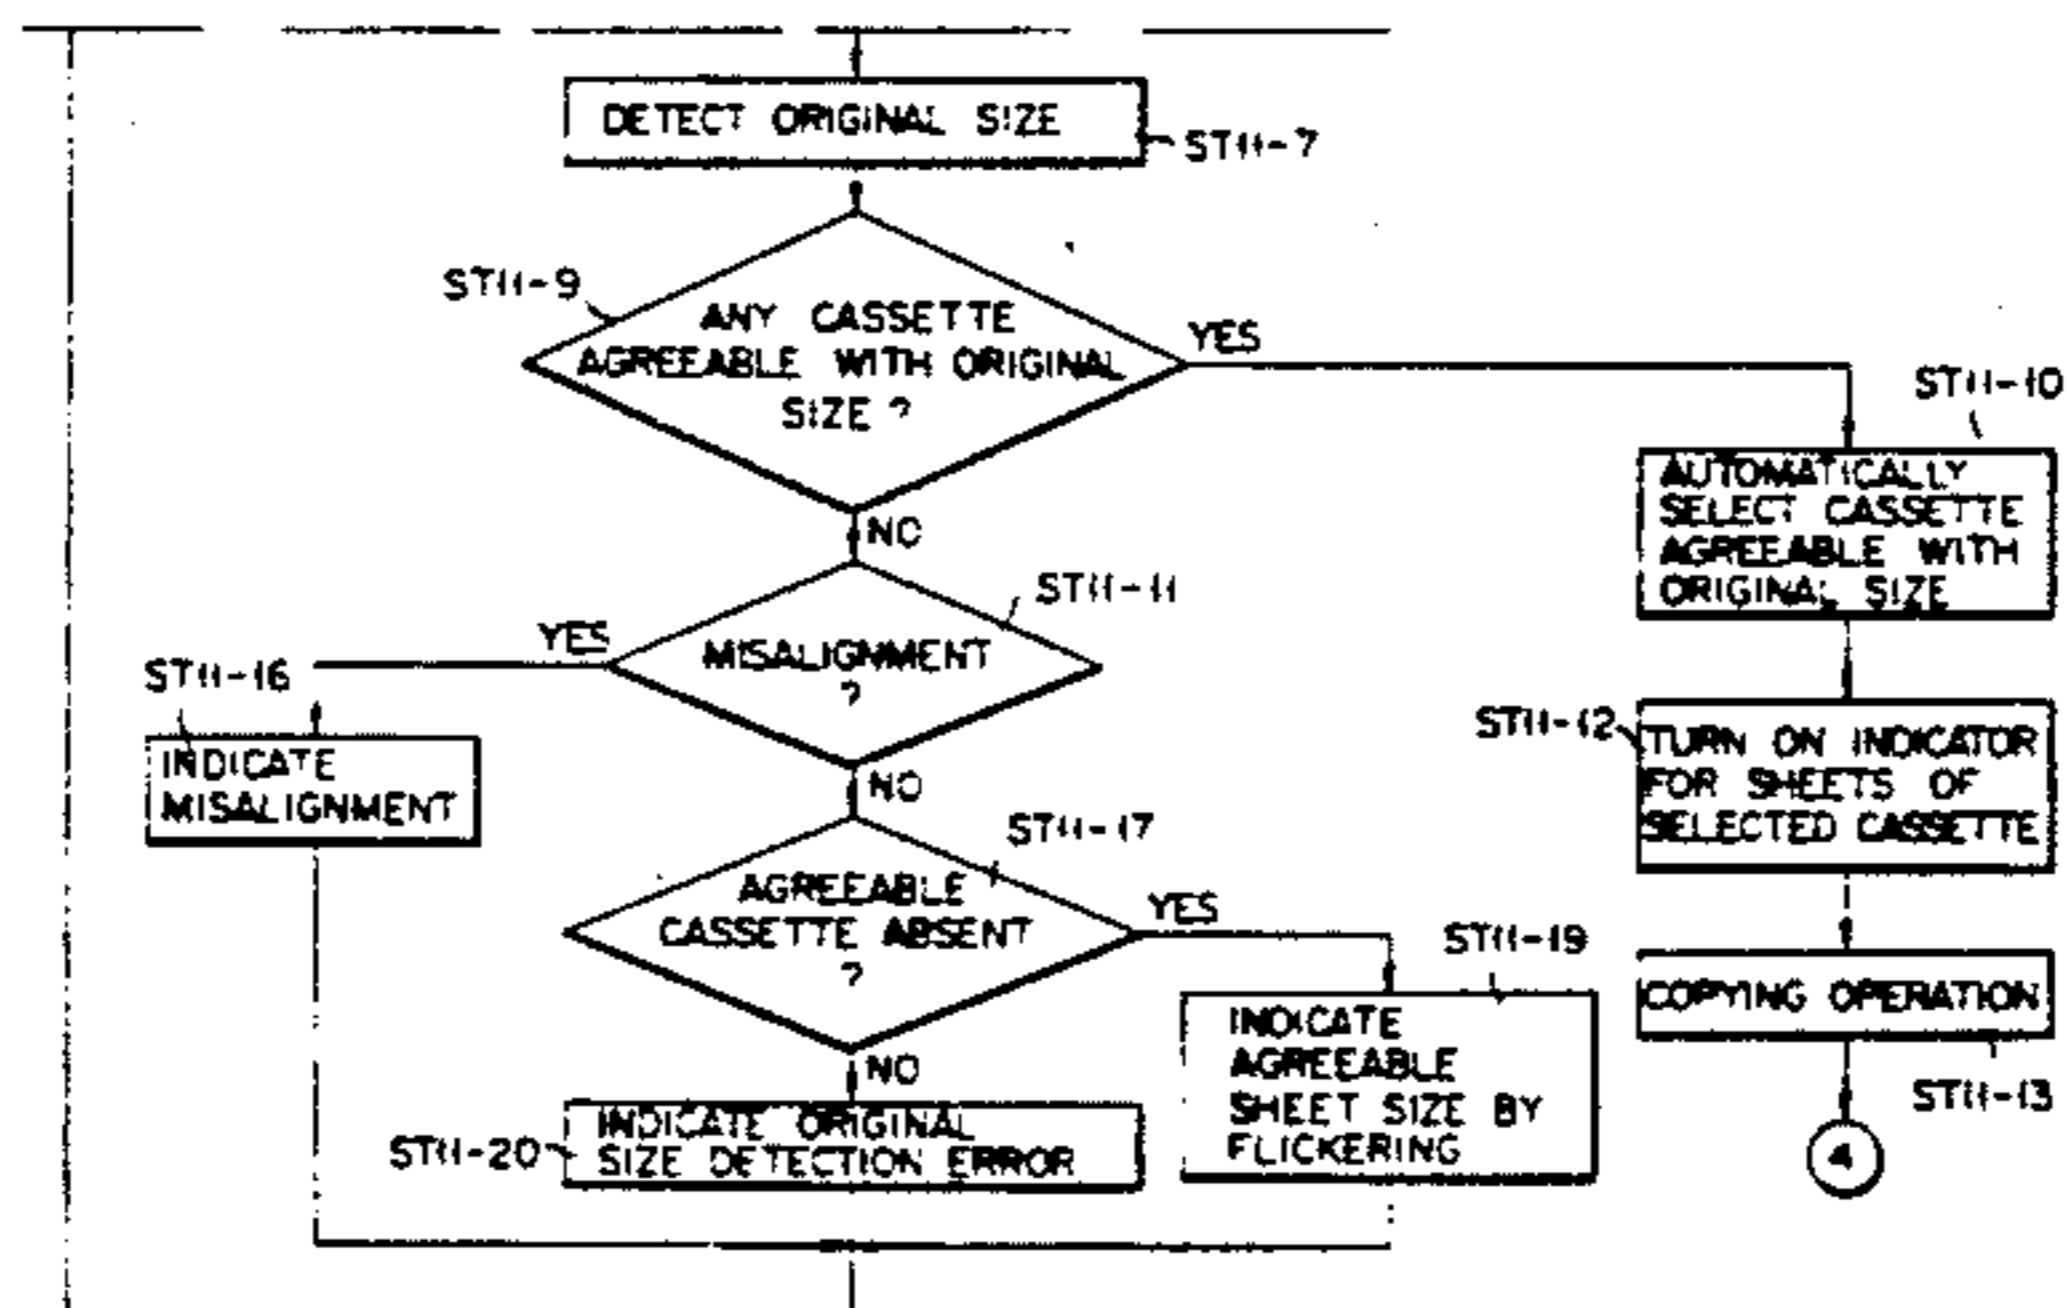 DETECT ORIGINAL SIZE
ST11-7
ST11-9
ANY CASSETTE
AGREEABLE WITH ORIGINAL
SIZE ?
YES
ST11-10
AUTOMATICALLY
SELECT CASSETTE
AGREEABLE WITH
ORIGINAL SIZE
NO
ST11-11
YES
MISALIGNMENT
?
ST11-16
INDICATE
MISALIGNMENT
ST11-12
TURN ON INDICATOR
FOR SHEETS OF
SELECTED CASSETTE
NO
ST11-17
AGREEABLE
CASSETTE ABSENT
?
YES
ST11-19
INDICATE
AGREEABLE
SHEET SIZE BY
FLICKERING
COPYING OPERATION
ST11-13
4
NO
ST11-20
INDICATE ORIGINAL
SIZE DETECTION ERROR